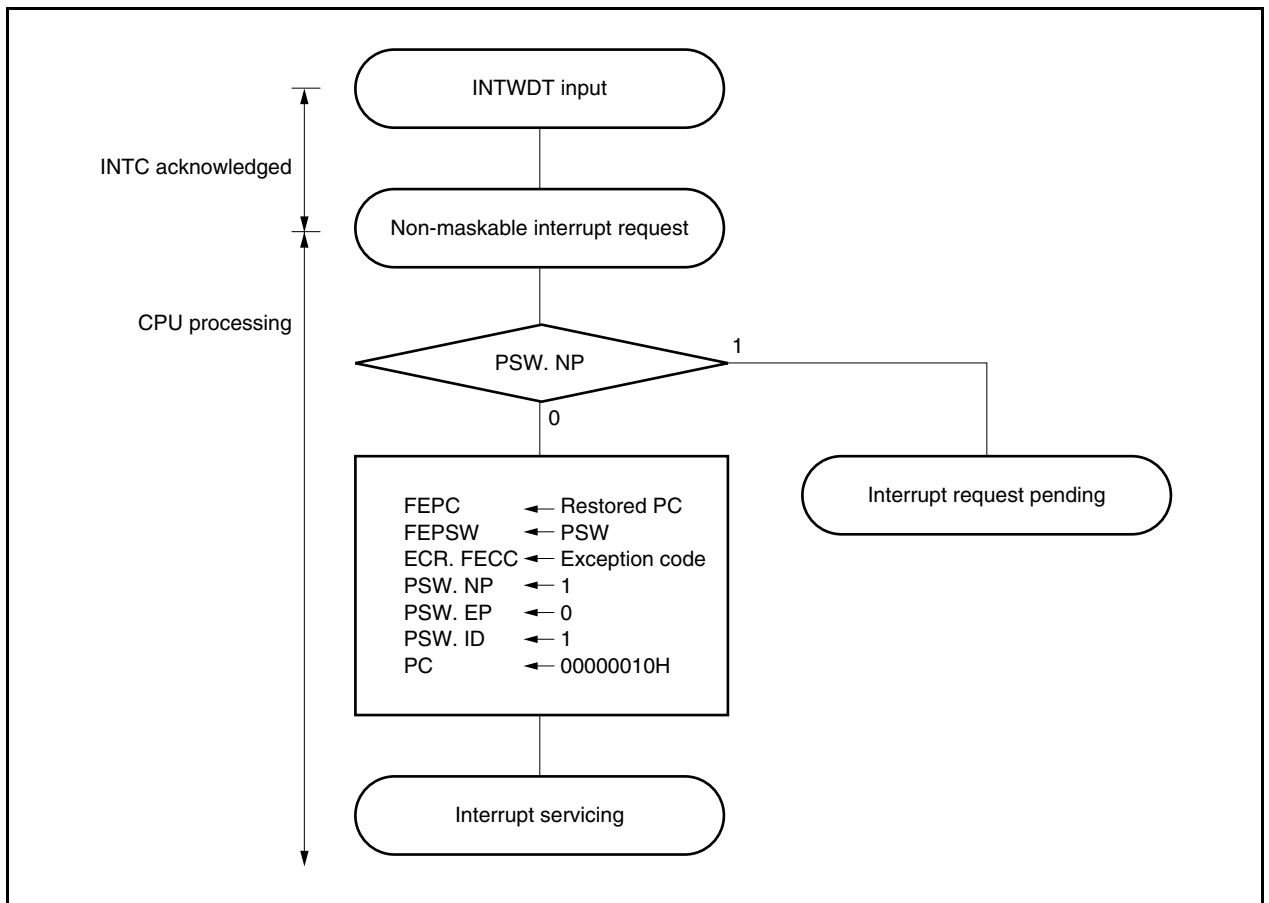 INTWDT input
INTC acknowledged
Non-maskable interrupt request
CPU processing
PSW. NP
1
0
FEPC ← Restored PC
FEPSW ← PSW
ECR. FECC ← Exception code
PSW. NP ← 1
PSW. EP ← 0
PSW. ID ← 1
PC ← 00000010H
Interrupt request pending
Interrupt servicing